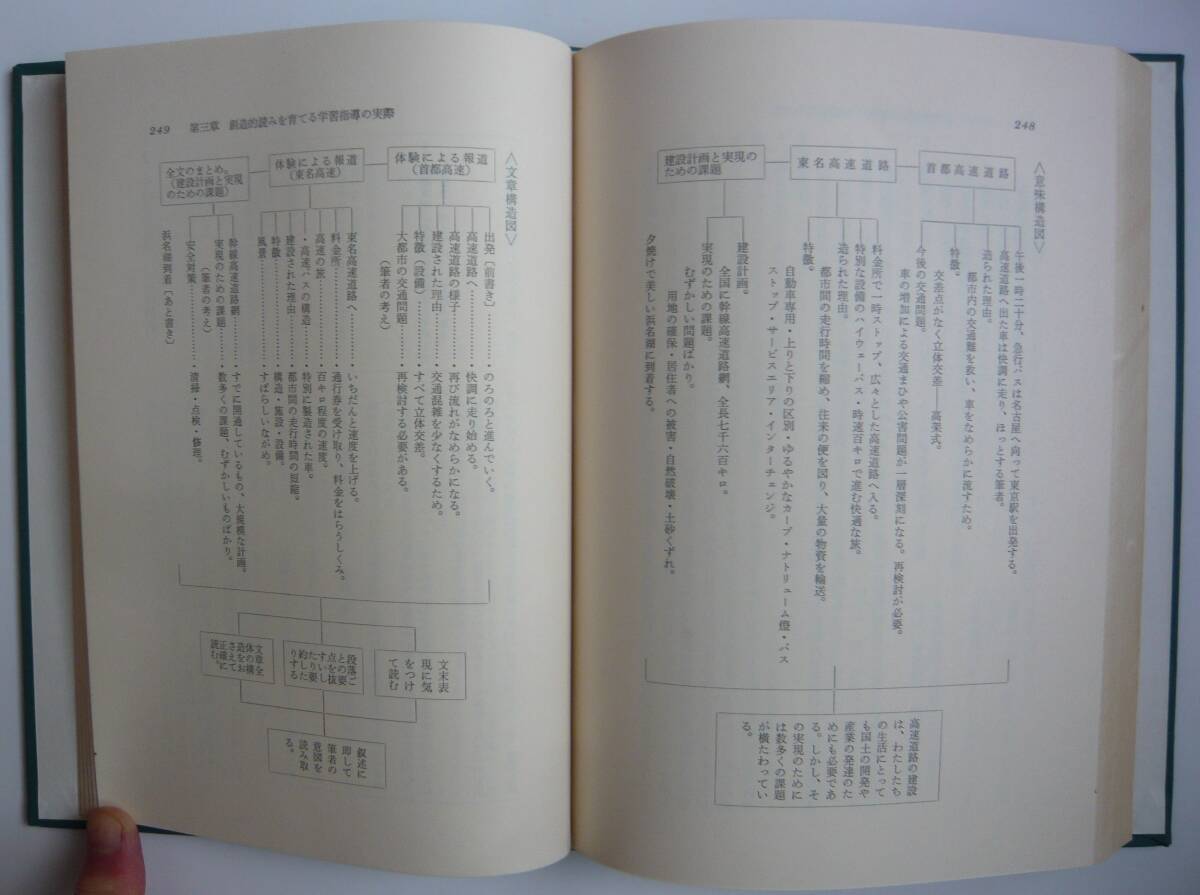 248
〈意味構造図〉
首都高速道路
午後一時二十分、急行バスは名古屋へ向って東京駅を出発する。
高速道路へ出た車は快調に走り、ほっとする筆者。
造られた理由。
都市内の交通難を救い、車をなめらかに流すため。
特徴。
交差点がなく立体交差——高架式。
今後の交通問題。
車の増加による交通まひや公害問題が一層深刻になる。再検討が必要。
東名高速道路
料金所で一時ストップ、広々とした高速道路へ入る。
特別な設備のハイウェーバス・時速百キロで進む快適な旅。
造られた理由。
都市間の走行時間を縮め、往来の便を図り、大量の物資を輸送。
特徴。
自動車専用・上りと下りの区別・ゆるやかなカーブ・ナトリューム燈・バス
ストップ・サービスエリア・インターチェンジ。
建設計画と実現の
ための課題
建設計画。
全国に幹線高速道路網、全長七千六百キロ。
実現のための課題。
むずかしい問題ばかり。
用地の確保・居住者への被害・自然破壊・土砂くずれ。
夕焼けで美しい浜名湖に到着する。
高速道路の建設
は、わたしたち
の生活にとって
も国土の開発や
産業の発達のた
めにも必要であ
る。しかし、そ
の実現のために
は数多くの課題
が横たわってい
る。
249 第三章 創造的読みを育てる学習指導の実際
〈文章構造図〉
体験による報道
(首都高速)
出発〔前書き〕………のろのろと進んでいく。
高速道路へ…………快調に走り始める。
高速道路の様子………再び流れがなめらかになる。
建設された理由………交通混雑を少なくするため。
特徴(設備)…………すべて立体交差。
大都市の交通問題……再検討する必要がある。
(筆者の考え)
体験による報道
(東名高速)
東名高速道路へ………いちだんと速度を上げる。
料金所…………………通行券を受け取り、料金をはらうしくみ。
高速の旅………………百キロ程度の速度。
・高速バスの構造……特別に製造された車。
建設された理由………都市間の走行時間の短縮。
特徴……………………構造・施設・設備。
風景……………………すばらしいながめ。
全文のまとめ。
(建設計画と実現
のための課題)
幹線高速道路網………すでに開通しているもの、大規模な計画。
実現のための課題……数多くの課題、むずかしいものばかり。
(筆者の考え)
安全対策………………清掃・点検・修理。
浜名湖到着〔あと書き〕
文末表
現に気
をつけ
て読む
段落ご
との要
点を抜
すいし
たり要
約した
りする
文章全
体の構
造をお
さえて
正確に
読む。
叙述に
即して
筆者の
意図を
読み取
る。